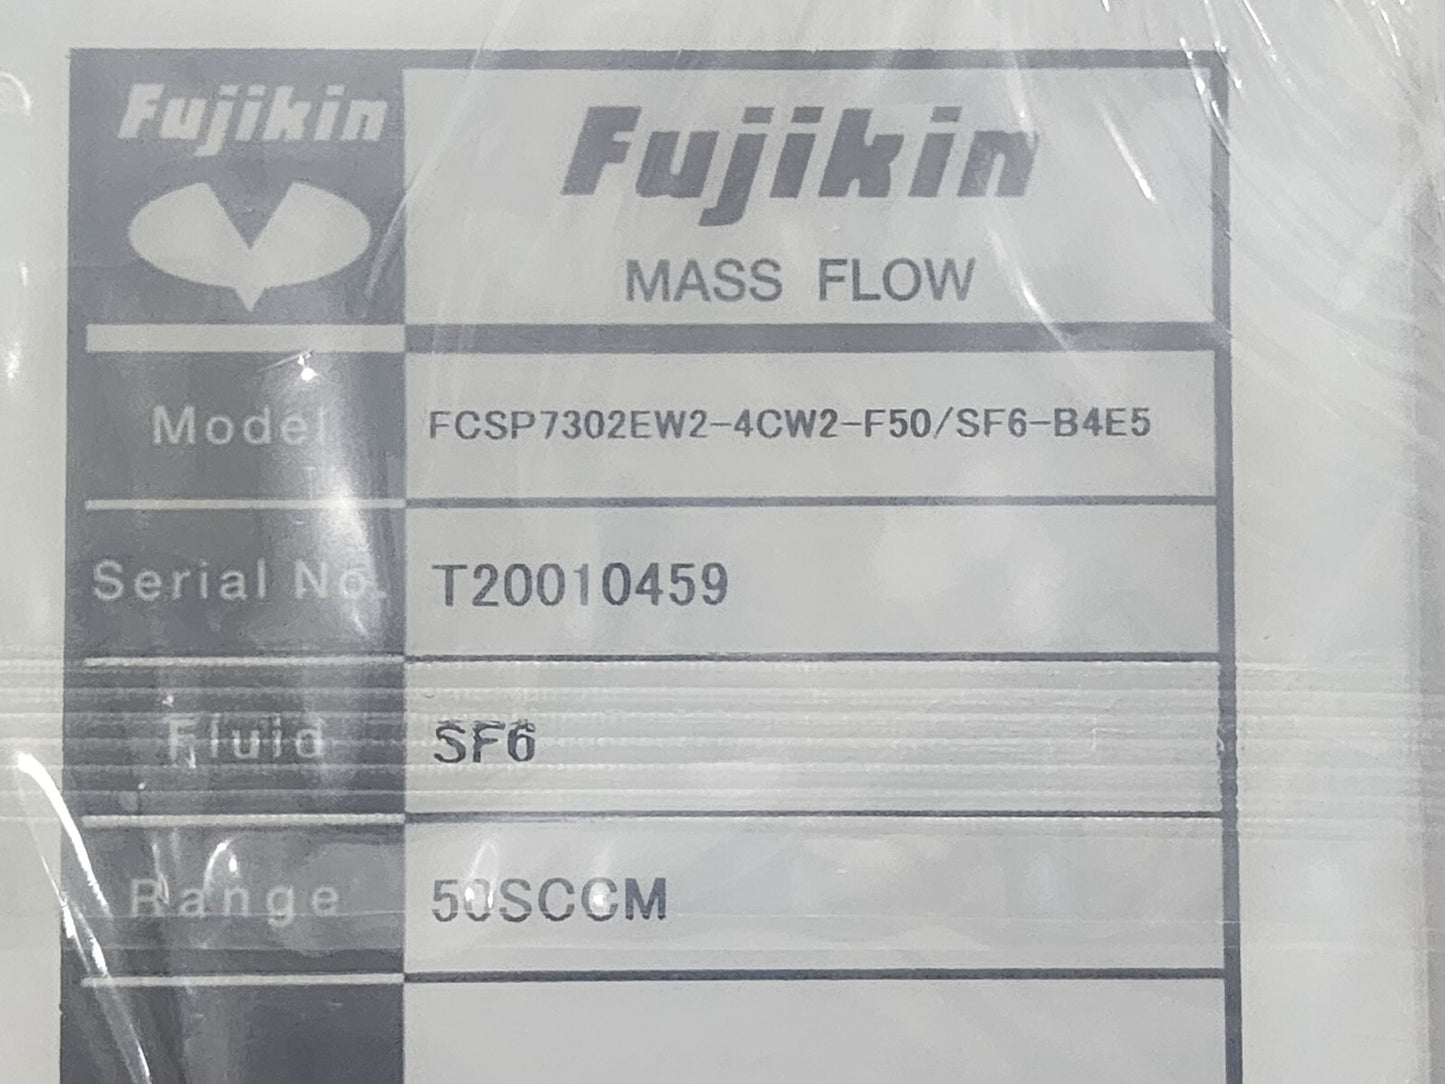 Fujikin
Fujikin
MASS FLOW
Model FCSP7302EW2-4CW2-F50/SF6-B4E5
Serial No. T20010459
Fluid SF6
Range 50SCCM